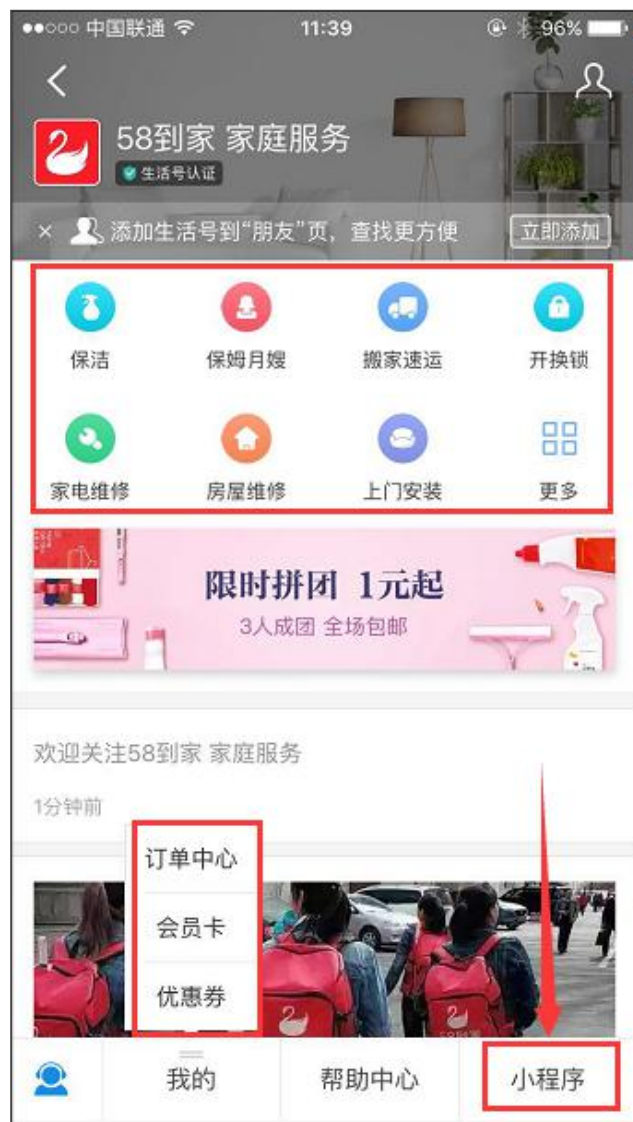 中国联通 11:39 96%
58到家 家庭服务
生活号认证
× 添加生活号到“朋友”页，查找更方便 立即添加
保洁 保姆月嫂 搬家速运 开换锁
家电维修 房屋维修 上门安装 更多
限时拼团 1元起
3人成团 全场包邮
欢迎关注58到家 家庭服务
1分钟前
订单中心
会员卡
优惠券
我的 帮助中心 小程序